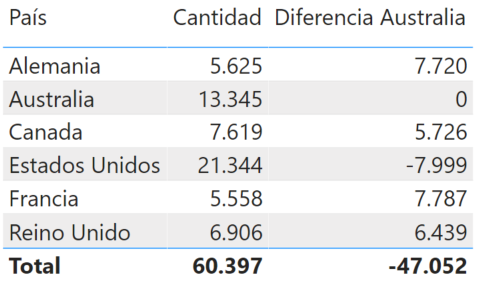 País Cantidad Diferencia Australia
Alemania 5.625 7.720
Australia 13.345 0
Canada 7.619 5.726
Estados Unidos 21.344 -7.999
Francia 5.558 7.787
Reino Unido 6.906 6.439
Total 60.397 -47.052